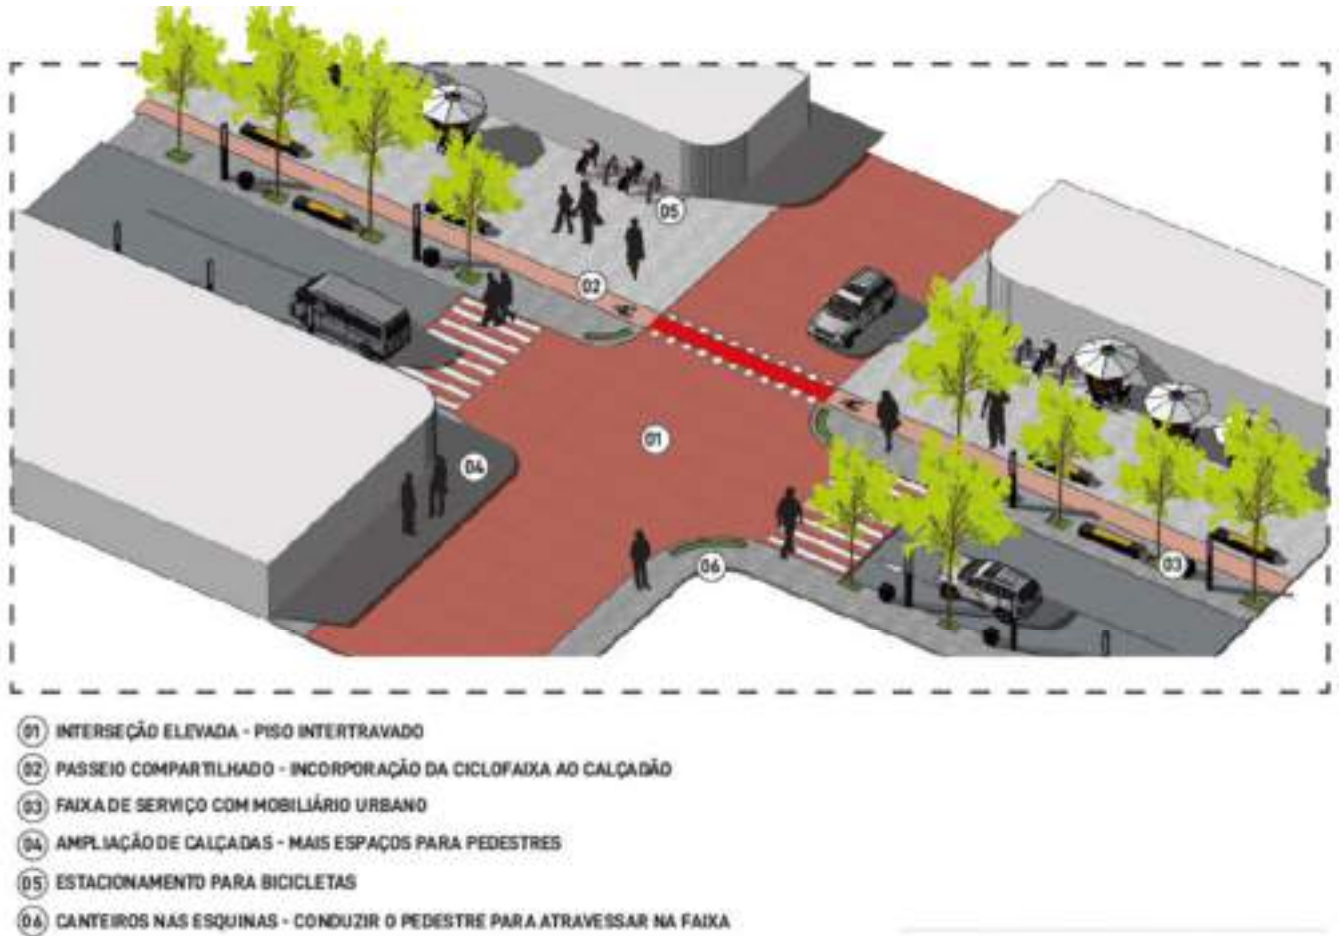 05
02
01
04
06
03
01 INTERSEÇÃO ELEVADA - PISO INTERTRAVADO
02 PASSEIO COMPARTILHADO - INCORPORAÇÃO DA CICLOFAIXA AO CALÇADÃO
03 FAIXA DE SERVIÇO COM MOBILIÁRIO URBANO
04 AMPLIAÇÃO DE CALÇADAS - MAIS ESPAÇOS PARA PEDESTRES
05 ESTACIONAMENTO PARA BICICLETAS
06 CANTEIROS NAS ESQUINAS - CONDUZIR O PEDESTRE PARA ATRAVESSAR NA FAIXA